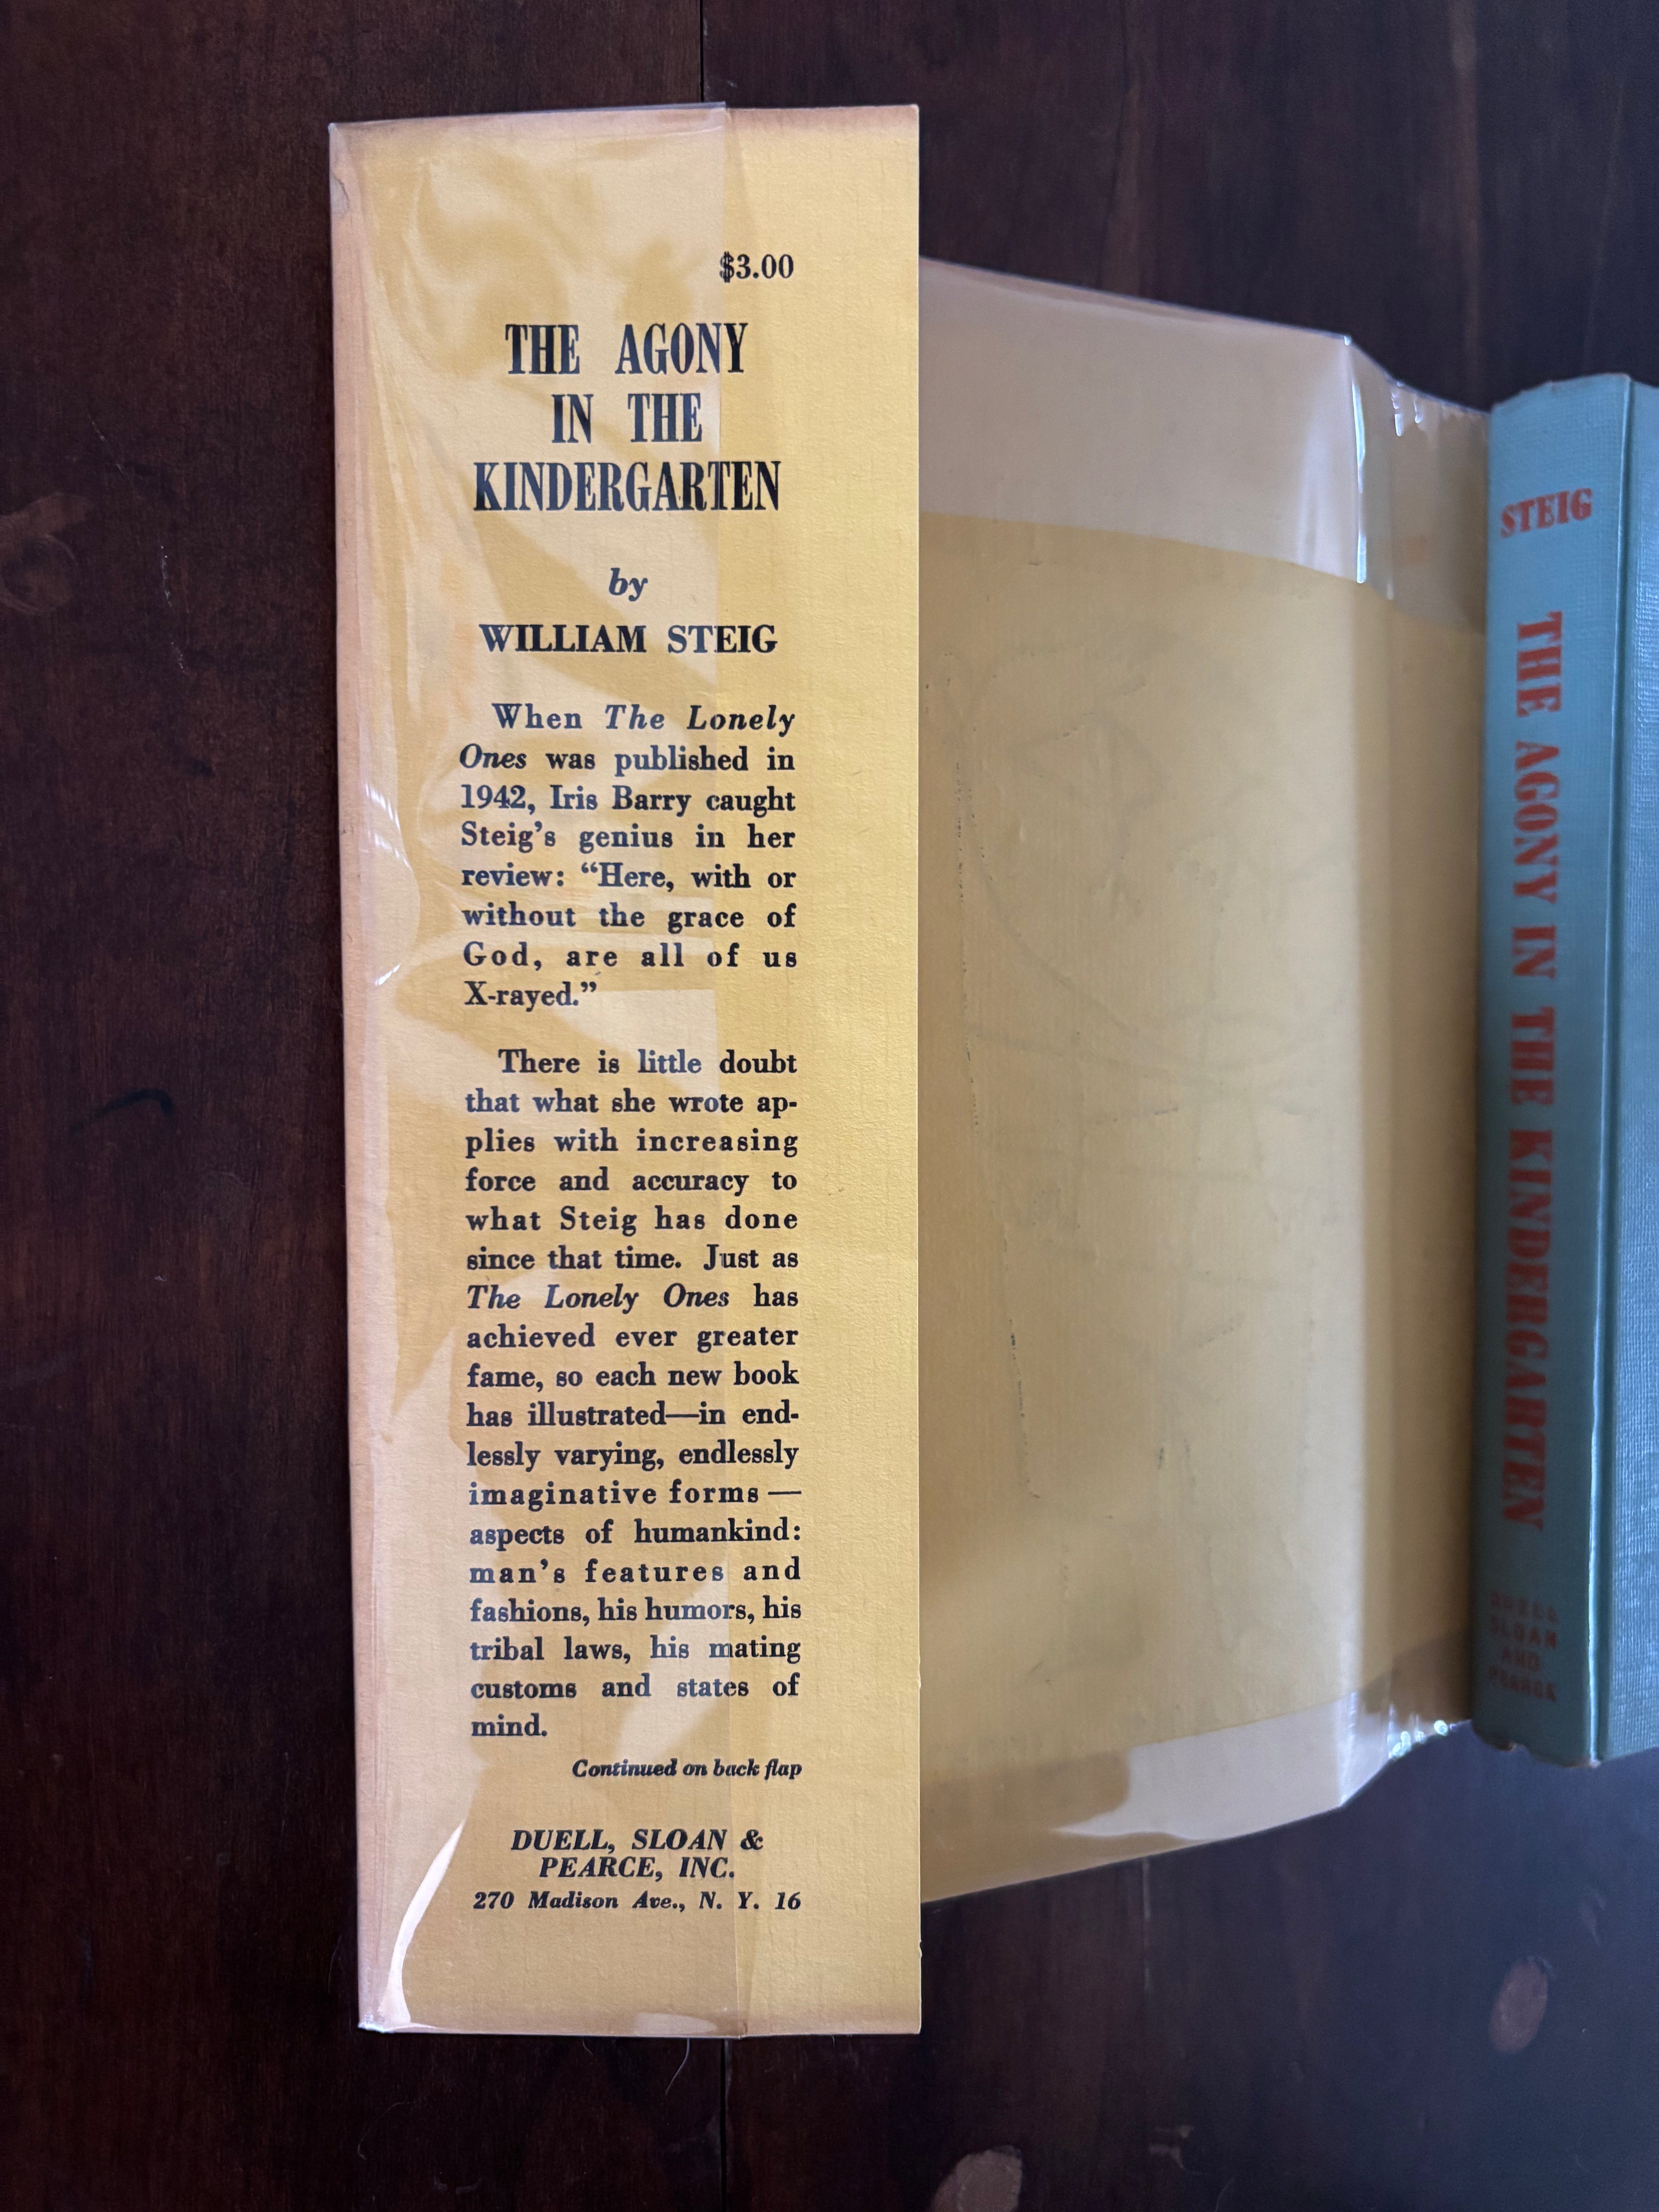 $3.00
THE AGONY
IN THE
KINDERGARTEN
by
WILLIAM STEIG
When The Lonely
Ones was published in
1942, Iris Barry caught
Steig's genius in her
review: “Here, with or
without the grace of
God, are all of us
X-rayed.”
There is little doubt
that what she wrote ap-
plies with increasing
force and accuracy to
what Steig has done
since that time. Just as
The Lonely Ones has
achieved ever greater
fame, so each new book
has illustrated—in end-
lessly varying, endlessly
imaginative forms —
aspects of humankind:
man's features and
fashions, his humors, his
tribal laws, his mating
customs and states of
mind.
Continued on back flap
DUELL, SLOAN &
PEARCE, INC.
270 Madison Ave., N. Y. 16
STEIG
THE AGONY IN THE KINDERGARTEN
DUELL
SLOAN
AND
PEARCE